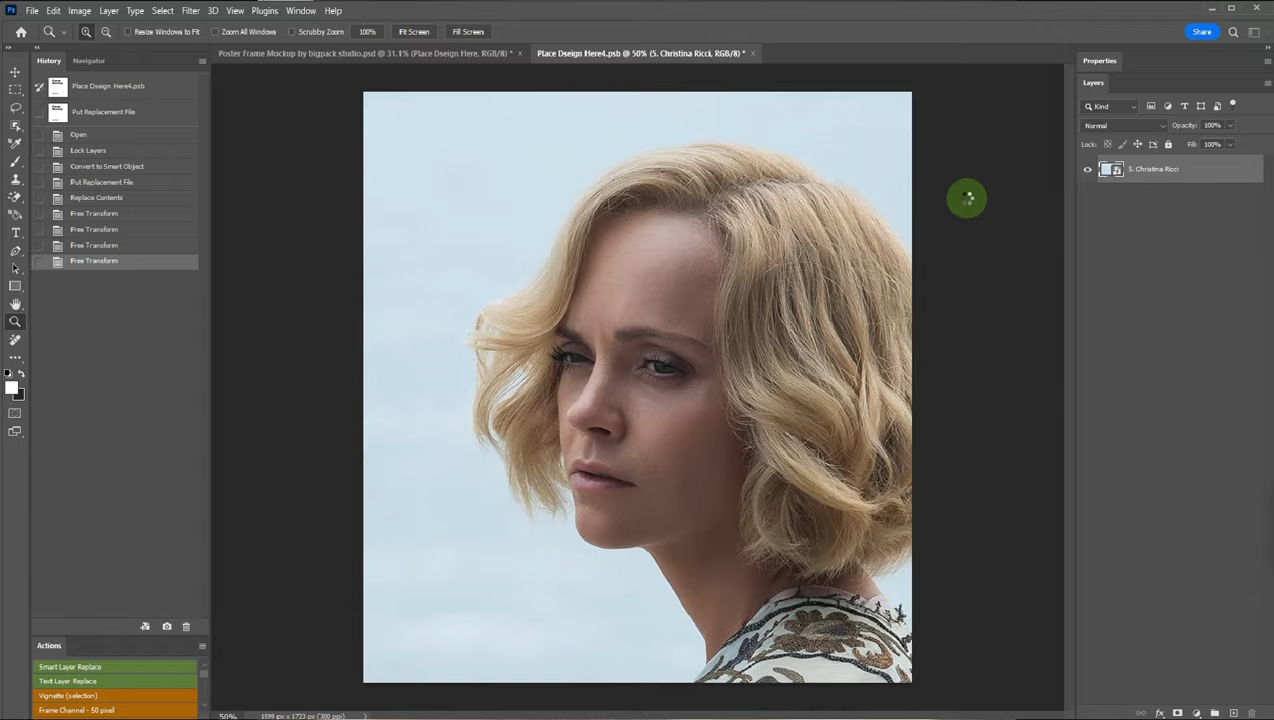 Ps File Edit Image Layer Type Select Filter 3D View Plugins Window Help
Resize Windows to Fit Zoom All Windows Scrubby Zoom 100% Fit Screen Fill Screen Share
Poster Frame Mockup by bigpack studio.psd @ 31.1% (Place Dseign Here, RGB/8) * ×
Place Dseign Here4.psb @ 50% (5. Christina Ricci, RGB/8) * ×
History Navigator
Place Dseign Here4.psb
Put Replacement File
Open
Lock Layers
Convert to Smart Object
Put Replacement File
Replace Contents
Free Transform
Free Transform
Free Transform
Free Transform
Actions
Smart Layer Replace
Text Layer Replace
Vignette (selection)
Frame Channel - 50 pixel
50% 1599 px x 1723 px (300 ppi)
Properties
Layers
Kind
Normal Opacity: 100%
Lock: Fill: 100%
5. Christina Ricci